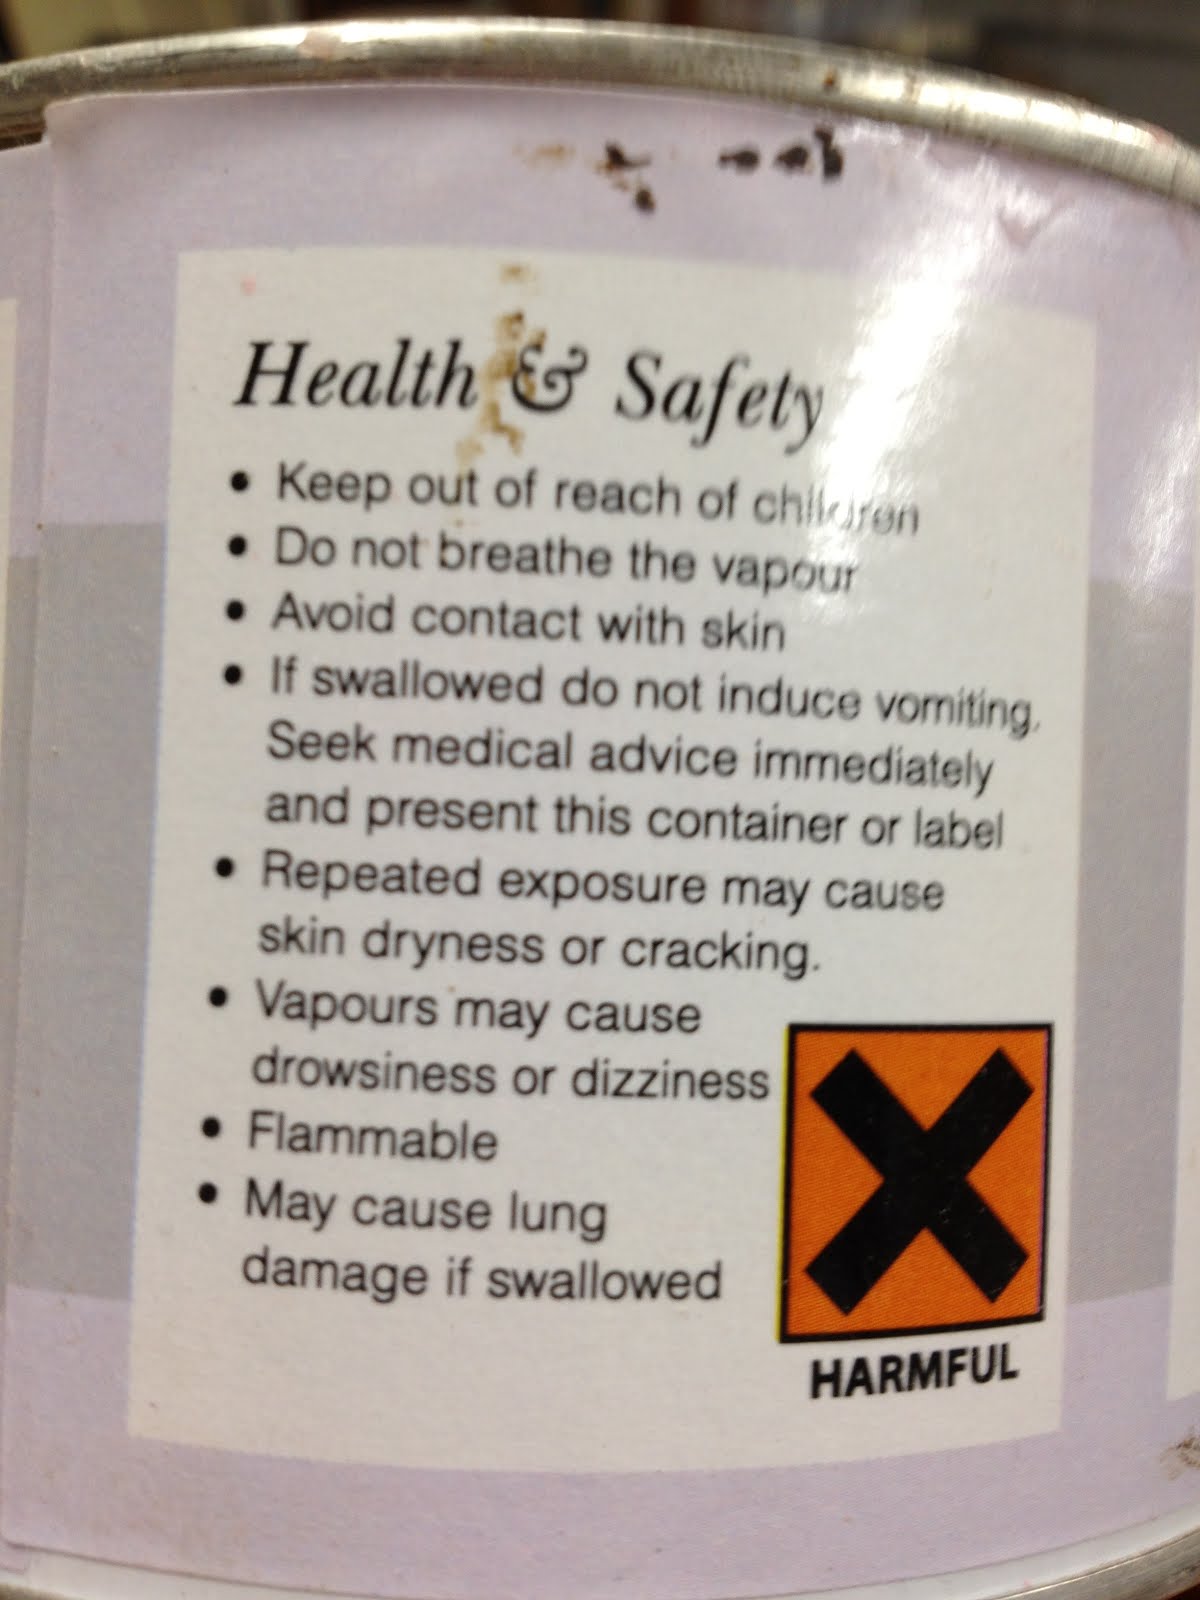 Health & Safety
• Keep out of reach of children
• Do not breathe the vapour
• Avoid contact with skin
• If swallowed do not induce vomiting.
Seek medical advice immediately
and present this container or label
• Repeated exposure may cause
skin dryness or cracking.
• Vapours may cause
drowsiness or dizziness
• Flammable
• May cause lung
damage if swallowed
HARMFUL